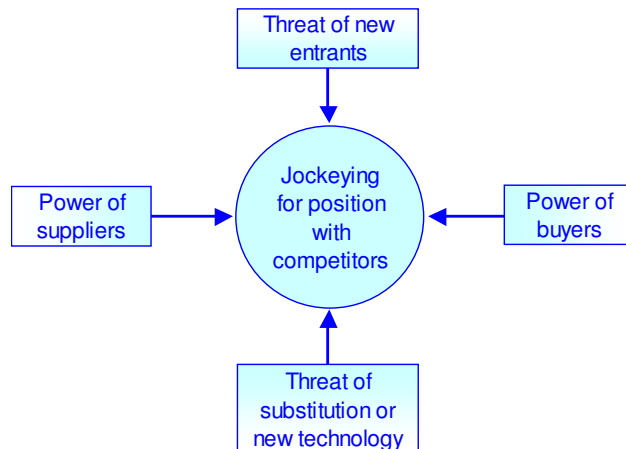 Threat of new
entrants
Jockeying
for position
with
competitors
Power of
suppliers
Power of
buyers
Threat of
substitution or
new technology